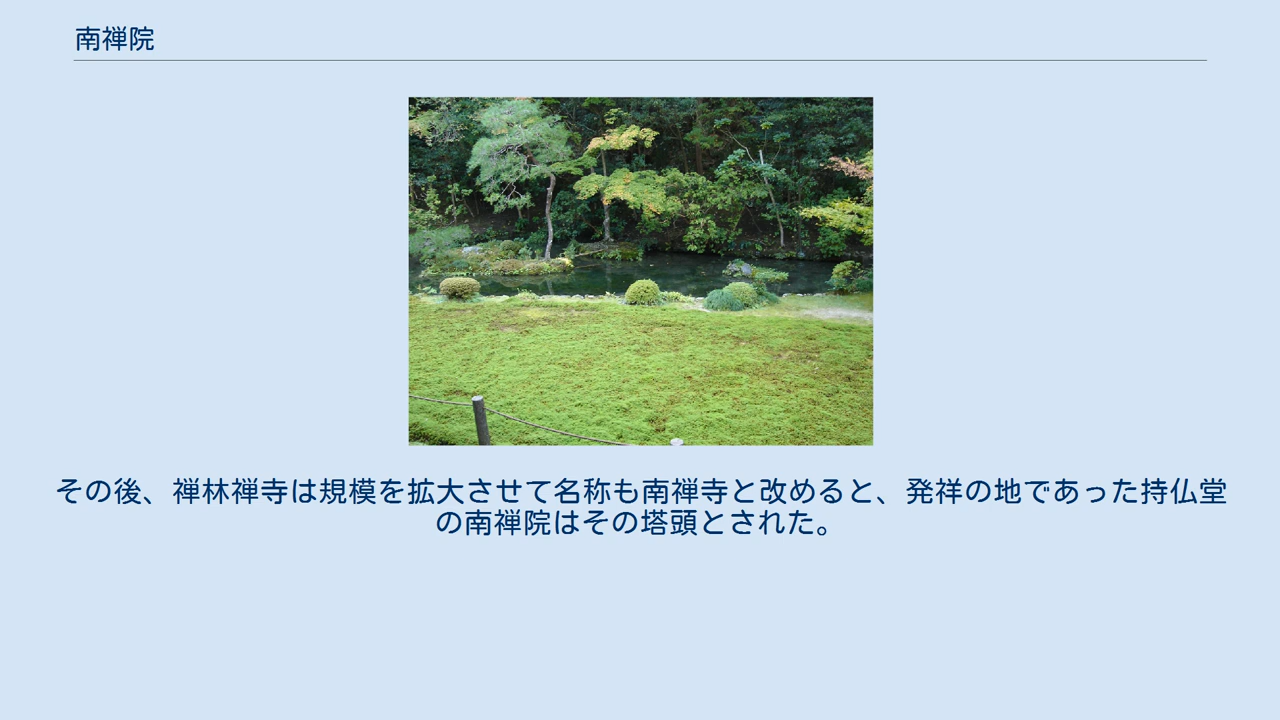 南禅院
その後、禅林禅寺は規模を拡大させて名称も南禅寺と改めると、発祥の地であった持仏堂
の南禅院はその塔頭とされた。